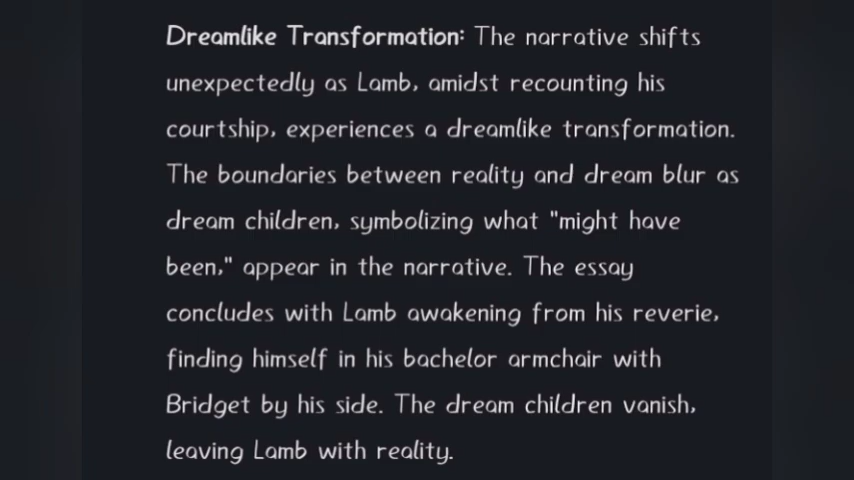 Dreamlike Transformation: The narrative shifts
unexpectedly as Lamb, amidst recounting his
courtship, experiences a dreamlike transformation.
The boundaries between reality and dream blur as
dream children, symbolizing what "might have
been," appear in the narrative. The essay
concludes with Lamb awakening from his reverie,
finding himself in his bachelor armchair with
Bridget by his side. The dream children vanish,
leaving Lamb with reality.